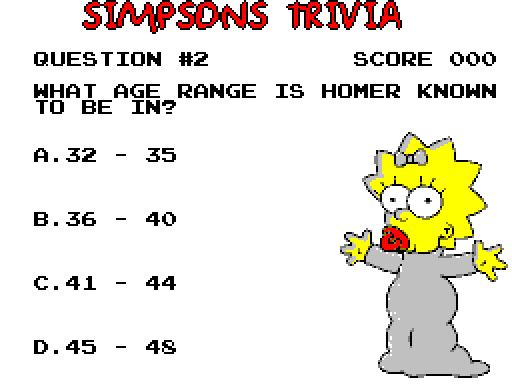 SIMPSONS TRIVIA
QUESTION #2 SCORE 000
WHAT AGE RANGE IS HOMER KNOWN
TO BE IN?
A.32 - 35
B.36 - 40
C.41 - 44
D.45 - 48